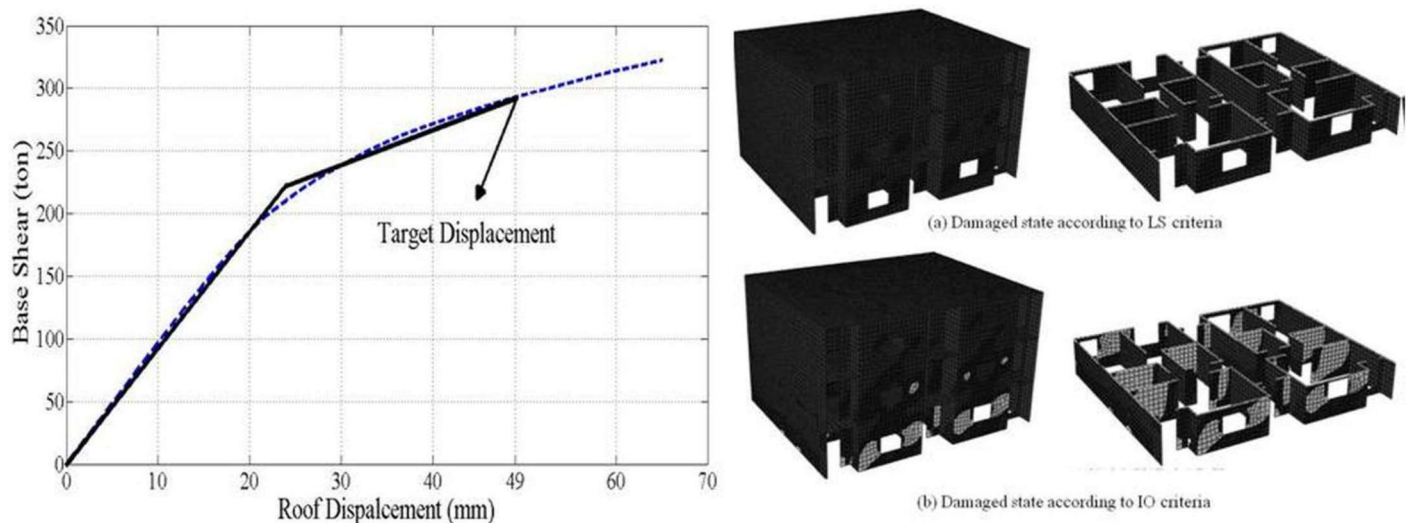 350
300
250
200
150
100
50
0
Base Shear (ton)
Target Displacement
0 10 20 30 40 49 60 70
Roof Dispalcement (mm)
(a) Damaged state according to LS criteria
(b) Damaged state according to IO criteria